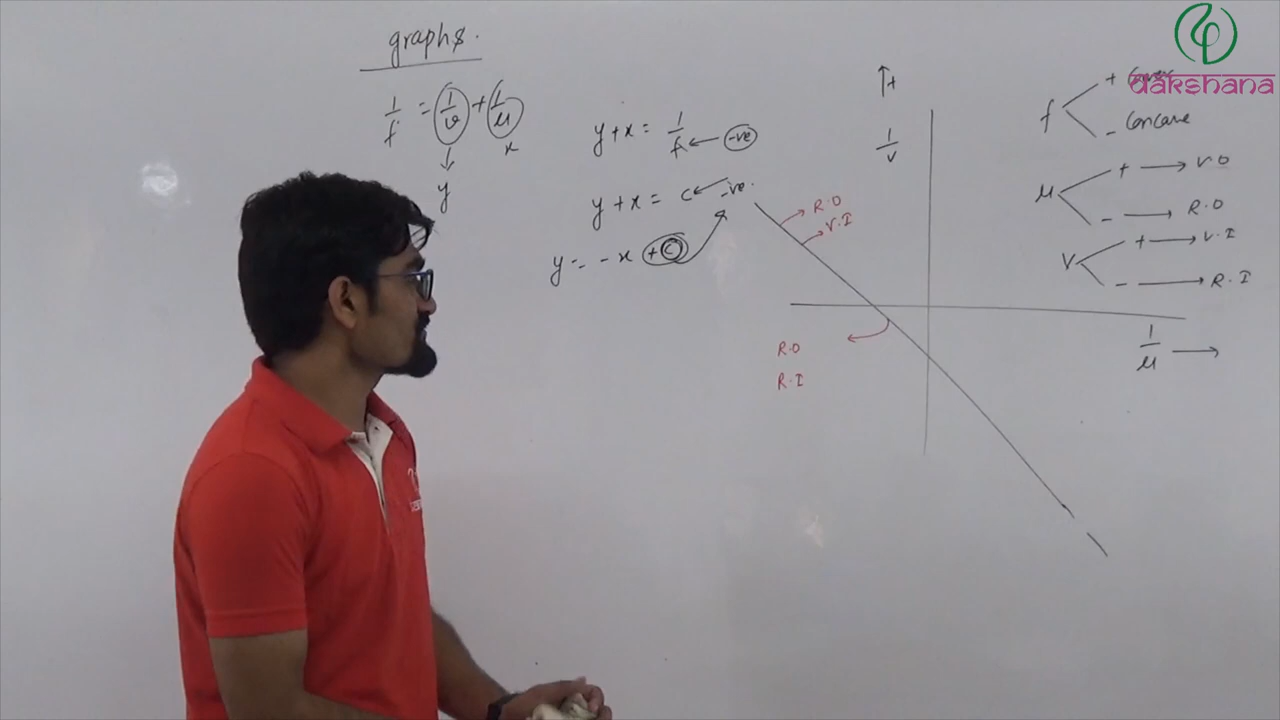 graphs.
1/f = 1/v + 1/u
y x
y + x = 1/f ← -ve
y + x = c ← -ve.
y = - x + c
+
1/v
R.O
V.I
R.O
R.I
1/u →
dakshana
f + 
- Concave
u + → V.O
- → R.O
V + → V.I
- → R.I